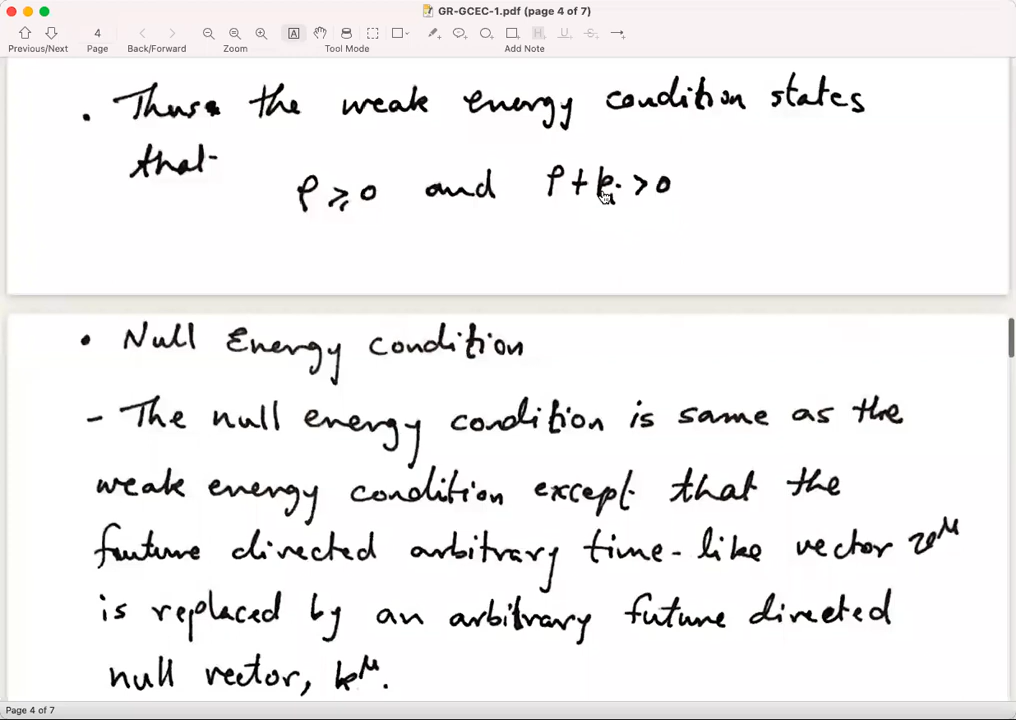 GR-GCEC-1.pdf (page 4 of 7)
4
Previous/Next Page Back/Forward Zoom Tool Mode Add Note
• Thus the weak energy condition states
that
ρ ⩾ 0 and ρ + pᵢ > 0
• Null Energy condition
- The null energy condition is same as the
weak energy condition except that the
future directed arbitrary time-like vector v^μ
is replaced by an arbitrary future directed
null vector, k^μ.
Page 4 of 7